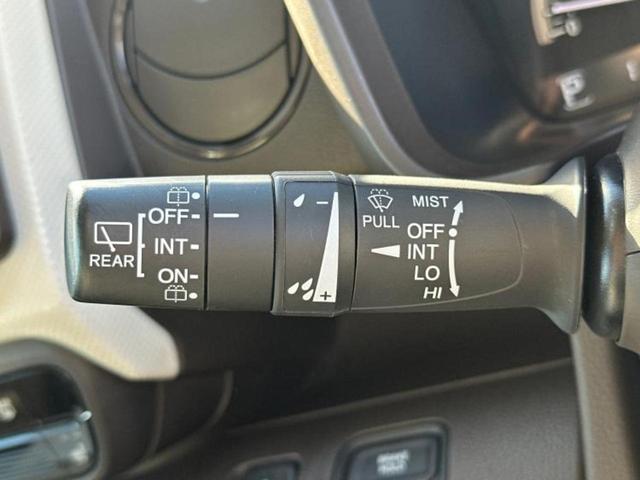 OFF
INT
ON
REAR
−
+
PULL
MIST
OFF
INT
LO
HI